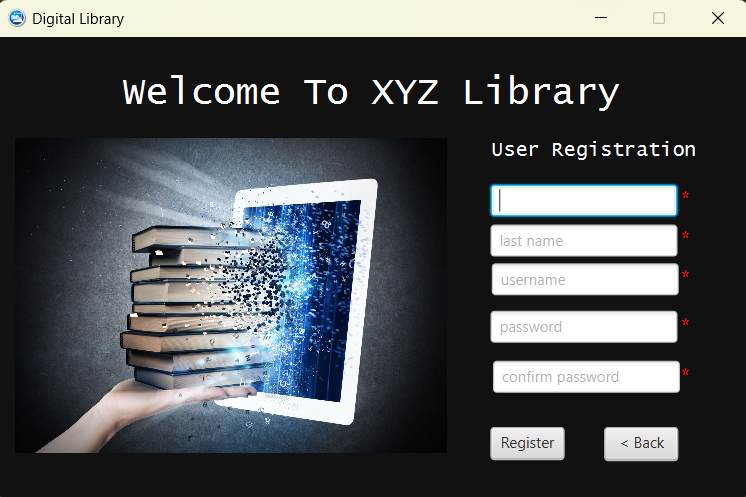 Digital Library
Welcome To XYZ Library
User Registration
*
last name *
username *
password *
confirm password *
Register < Back